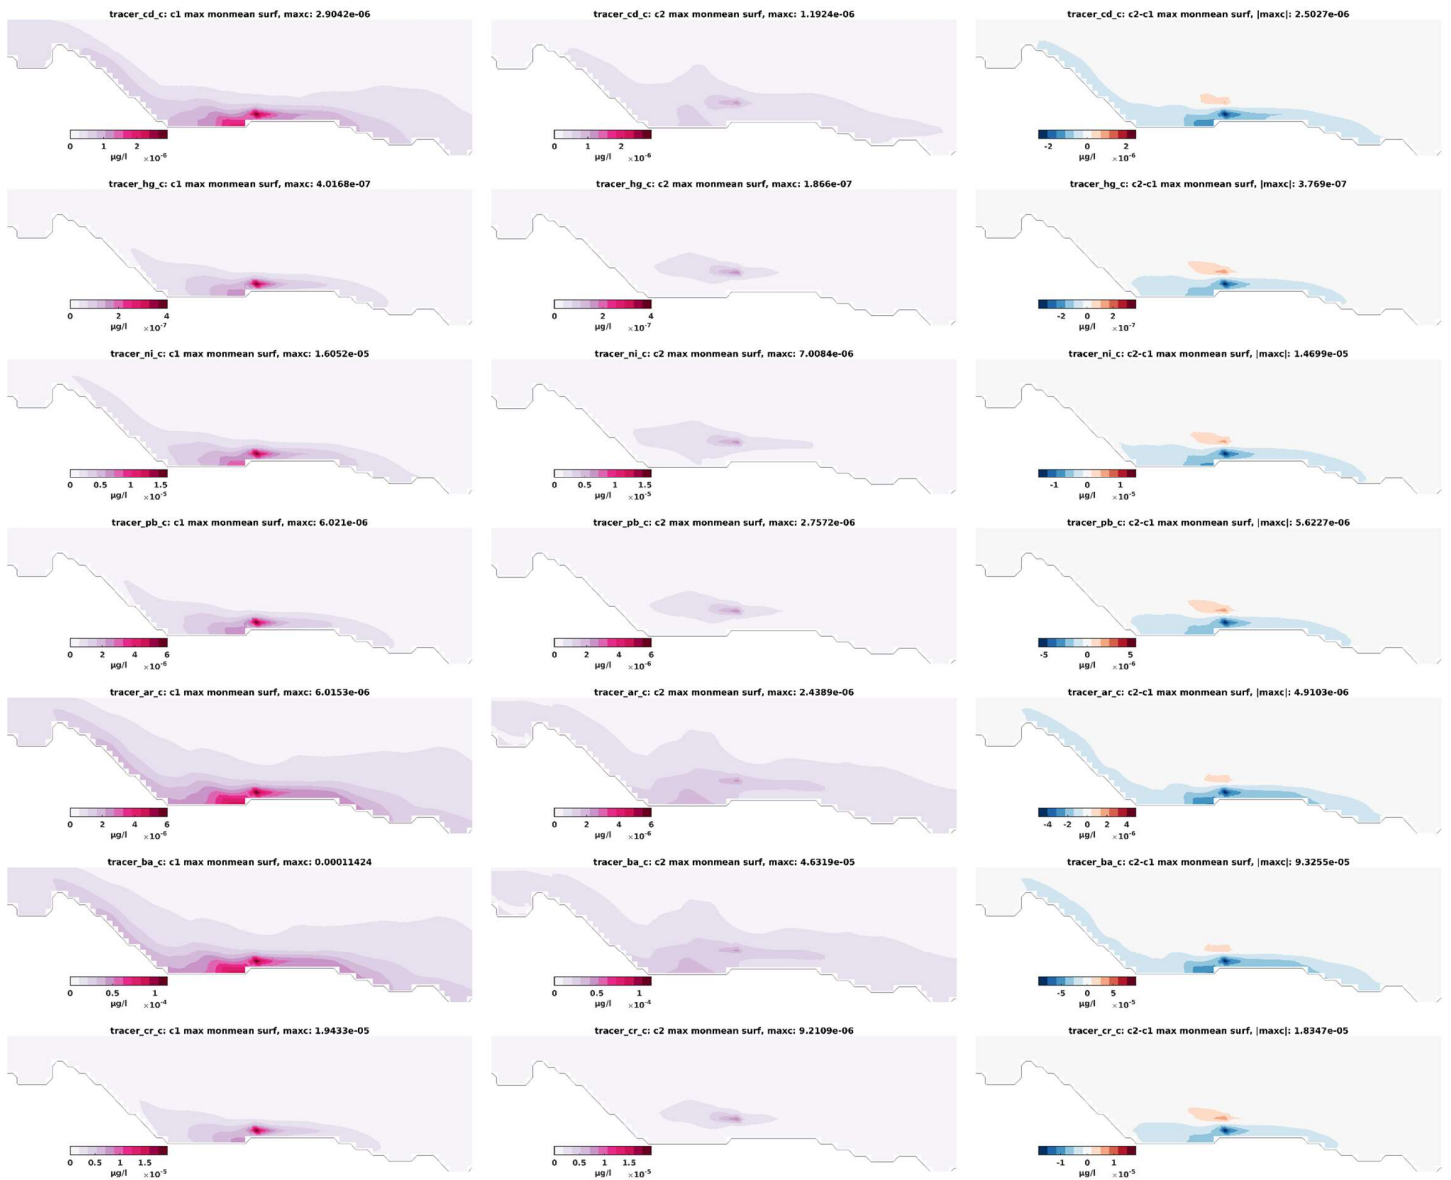 tracer_cd_c: c1 max monmean surf, maxc: 2.9042e-06
tracer_cd_c: c2 max monmean surf, maxc: 1.1924e-06
tracer_cd_c: c2-c1 max monmean surf, |maxc|: 2.5027e-06
0 1 2
×10⁻⁶
µg/l
0 1 2
×10⁻⁶
µg/l
-2 0 2
×10⁻⁶
µg/l
tracer_hg_c: c1 max monmean surf, maxc: 4.0168e-07
tracer_hg_c: c2 max monmean surf, maxc: 1.866e-07
tracer_hg_c: c2-c1 max monmean surf, |maxc|: 3.769e-07
0 2 4
×10⁻⁷
µg/l
0 2 4
×10⁻⁷
µg/l
-2 0 2
×10⁻⁷
µg/l
tracer_ni_c: c1 max monmean surf, maxc: 1.6052e-05
tracer_ni_c: c2 max monmean surf, maxc: 7.0084e-06
tracer_ni_c: c2-c1 max monmean surf, |maxc|: 1.4699e-05
0 0.5 1 1.5
×10⁻⁵
µg/l
0 0.5 1 1.5
×10⁻⁵
µg/l
-1 0 1
×10⁻⁵
µg/l
tracer_pb_c: c1 max monmean surf, maxc: 6.021e-06
tracer_pb_c: c2 max monmean surf, maxc: 2.7572e-06
tracer_pb_c: c2-c1 max monmean surf, |maxc|: 5.6227e-06
0 2 4 6
×10⁻⁶
µg/l
0 2 4 6
×10⁻⁶
µg/l
-5 0 5
×10⁻⁶
µg/l
tracer_ar_c: c1 max monmean surf, maxc: 6.0153e-06
tracer_ar_c: c2 max monmean surf, maxc: 2.4389e-06
tracer_ar_c: c2-c1 max monmean surf, |maxc|: 4.9103e-06
0 2 4 6
×10⁻⁶
µg/l
0 2 4 6
×10⁻⁶
µg/l
-4 -2 0 2 4
×10⁻⁶
µg/l
tracer_ba_c: c1 max monmean surf, maxc: 0.00011424
tracer_ba_c: c2 max monmean surf, maxc: 4.6319e-05
tracer_ba_c: c2-c1 max monmean surf, |maxc|: 9.3255e-05
0 0.5 1
×10⁻⁴
µg/l
0 0.5 1
×10⁻⁴
µg/l
-5 0 5
×10⁻⁵
µg/l
tracer_cr_c: c1 max monmean surf, maxc: 1.9433e-05
tracer_cr_c: c2 max monmean surf, maxc: 9.2109e-06
tracer_cr_c: c2-c1 max monmean surf, |maxc|: 1.8347e-05
0 0.5 1 1.5
×10⁻⁵
µg/l
0 0.5 1 1.5
×10⁻⁵
µg/l
-1 0 1
×10⁻⁵
µg/l